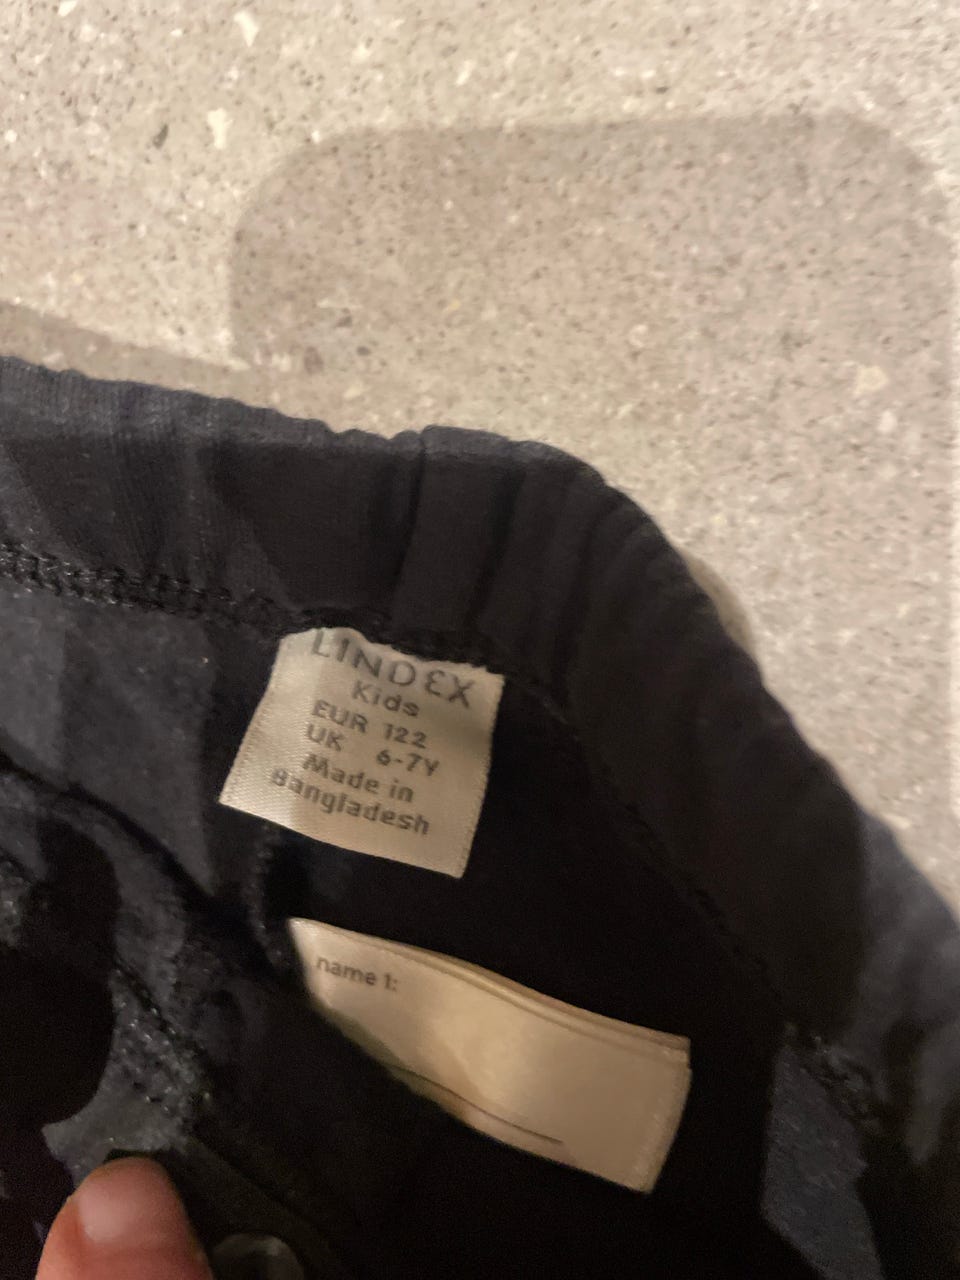 LINDEX
Kids
EUR 122
UK 6-7Y
Made in
Bangladesh
name 1: